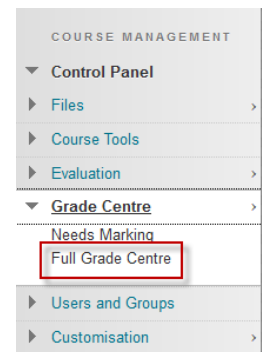 COURSE MANAGEMENT
Control Panel
Files
Course Tools
Evaluation
Grade Centre
Needs Marking
Full Grade Centre
Users and Groups
Customisation